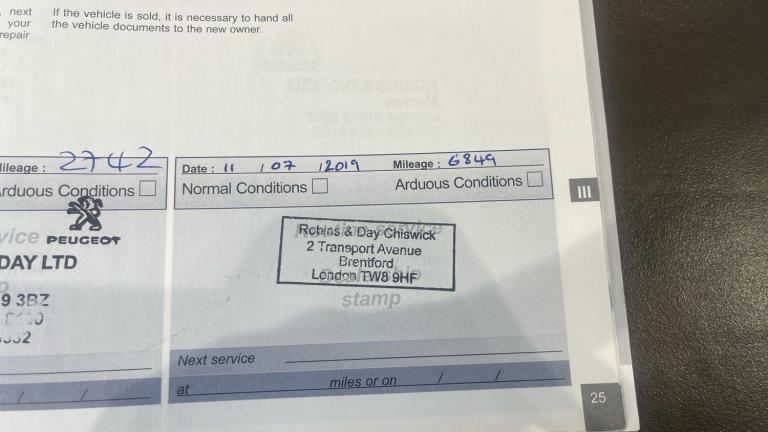 next
your
repair
If the vehicle is sold, it is necessary to hand all
the vehicle documents to the new owner.
ileage : 2742
rduous Conditions
vice PEUGEOT
DAY LTD
9 3BZ
Date : 11 / 07 / 2019 Mileage : 6849
Normal Conditions Arduous Conditions
Robins & Day Chiswick
2 Transport Avenue
Brentford
London TW8 9HF
stamp
Next service
at miles or on / /
/ /
III
25